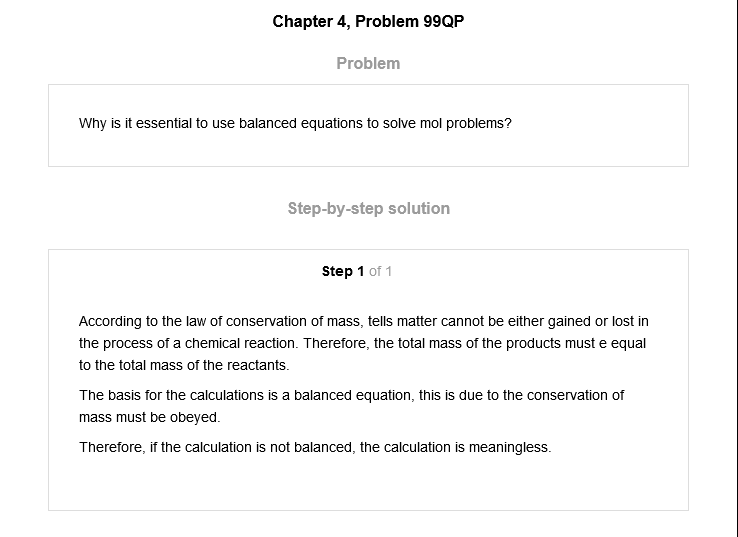 Chapter 4, Problem 99QP
Problem
Why is it essential to use balanced equations to solve mol problems?
Step-by-step solution
Step 1 of 1
According to the law of conservation of mass, tells matter cannot be either gained or lost in
the process of a chemical reaction. Therefore, the total mass of the products must e equal
to the total mass of the reactants.
The basis for the calculations is a balanced equation, this is due to the conservation of
mass must be obeyed.
Therefore, if the calculation is not balanced, the calculation is meaningless.